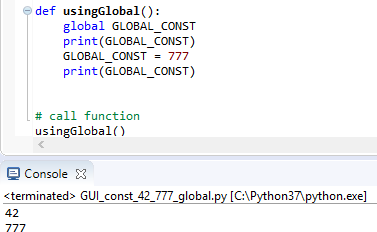 def usingGlobal():
    global GLOBAL_CONST
    print(GLOBAL_CONST)
    GLOBAL_CONST = 777
    print(GLOBAL_CONST)
# call function
usingGlobal()
Console
<terminated> GUI_const_42_777_global.py [C:\Python37\python.exe]
42
777